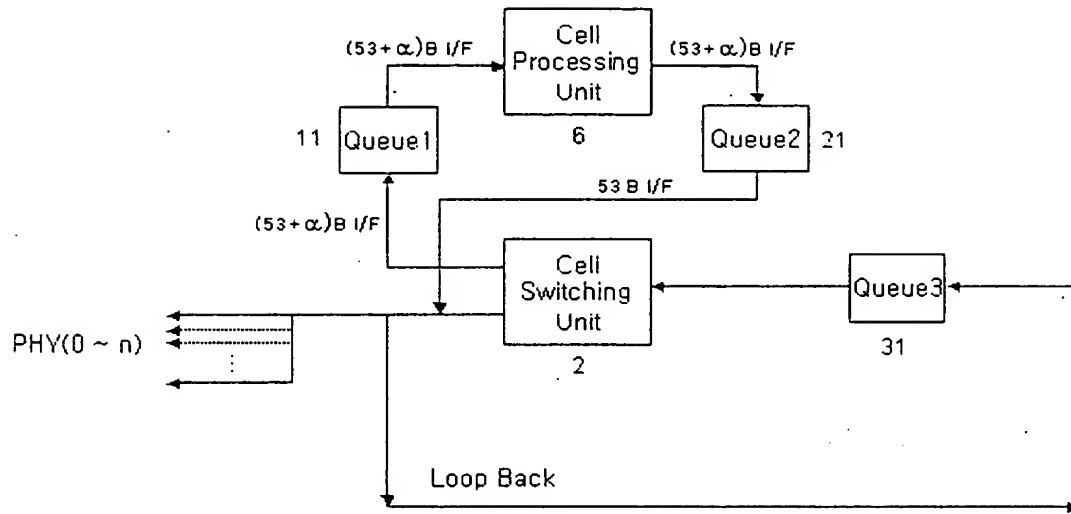 (53+α)B I/F
Cell
Processing
Unit
(53+α)B I/F
11
Queue1
6
Queue2
21
53 B I/F
(53+α)B I/F
Cell
Switching
Unit
Queue3
PHY(0 ~ n)
2
31
Loop Back